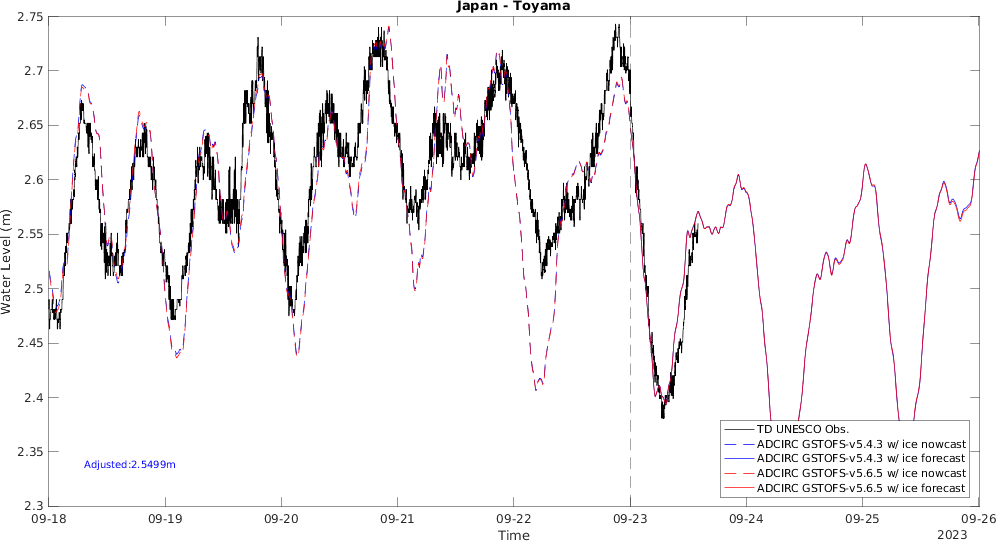 Japan - Toyama
2.75
2.7
2.65
2.6
2.55
2.5
2.45
2.4
2.35
2.3
Water Level (m)
Adjusted:2.5499m
TD UNESCO Obs.
ADCIRC GSTOFS-v5.4.3 w/ ice nowcast
ADCIRC GSTOFS-v5.4.3 w/ ice forecast
ADCIRC GSTOFS-v5.6.5 w/ ice nowcast
ADCIRC GSTOFS-v5.6.5 w/ ice forecast
09-18 09-19 09-20 09-21 09-22 09-23 09-24 09-25 09-26
Time
2023